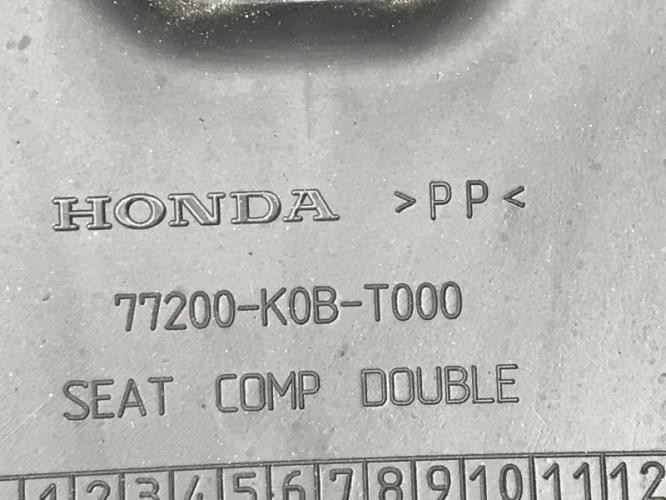 HONDA >PP<
77200-K0B-T000
SEAT COMP DOUBLE
1 2 3 4 5 6 7 8 9 10 11 12